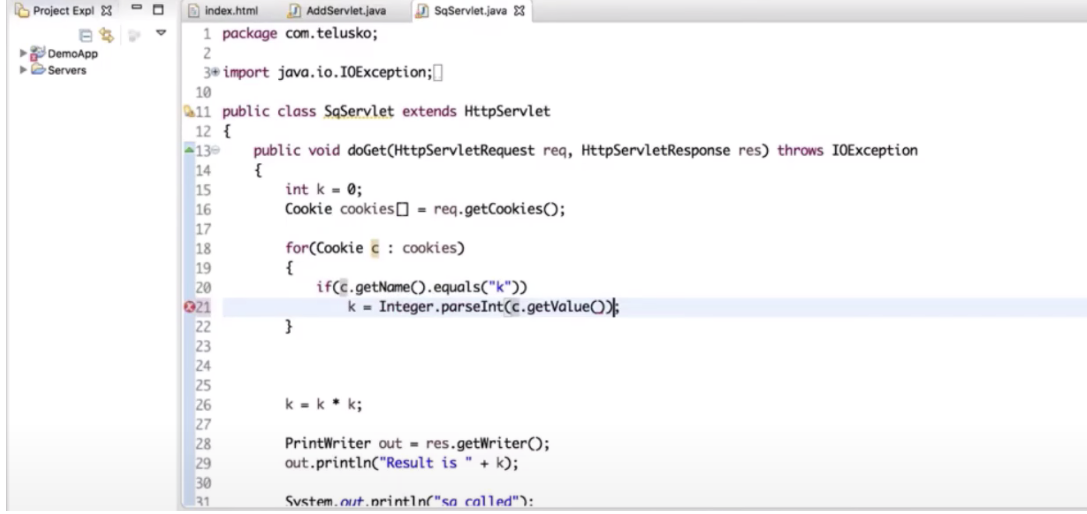 Project Expl
index.html
AddServlet.java
SqServlet.java
DemoApp
Servers
1 package com.telusko;
2
3 import java.io.IOException;
10
11 public class SqServlet extends HttpServlet
12 {
13 public void doGet(HttpServletRequest req, HttpServletResponse res) throws IOException
14 {
15 int k = 0;
16 Cookie cookies[] = req.getCookies();
17
18 for(Cookie c : cookies)
19 {
20 if(c.getName().equals("k"))
21 k = Integer.parseInt(c.getValue());
22 }
23
24
25
26 k = k * k;
27
28 PrintWriter out = res.getWriter();
29 out.println("Result is " + k);
30
31 System.out.println("sq called");